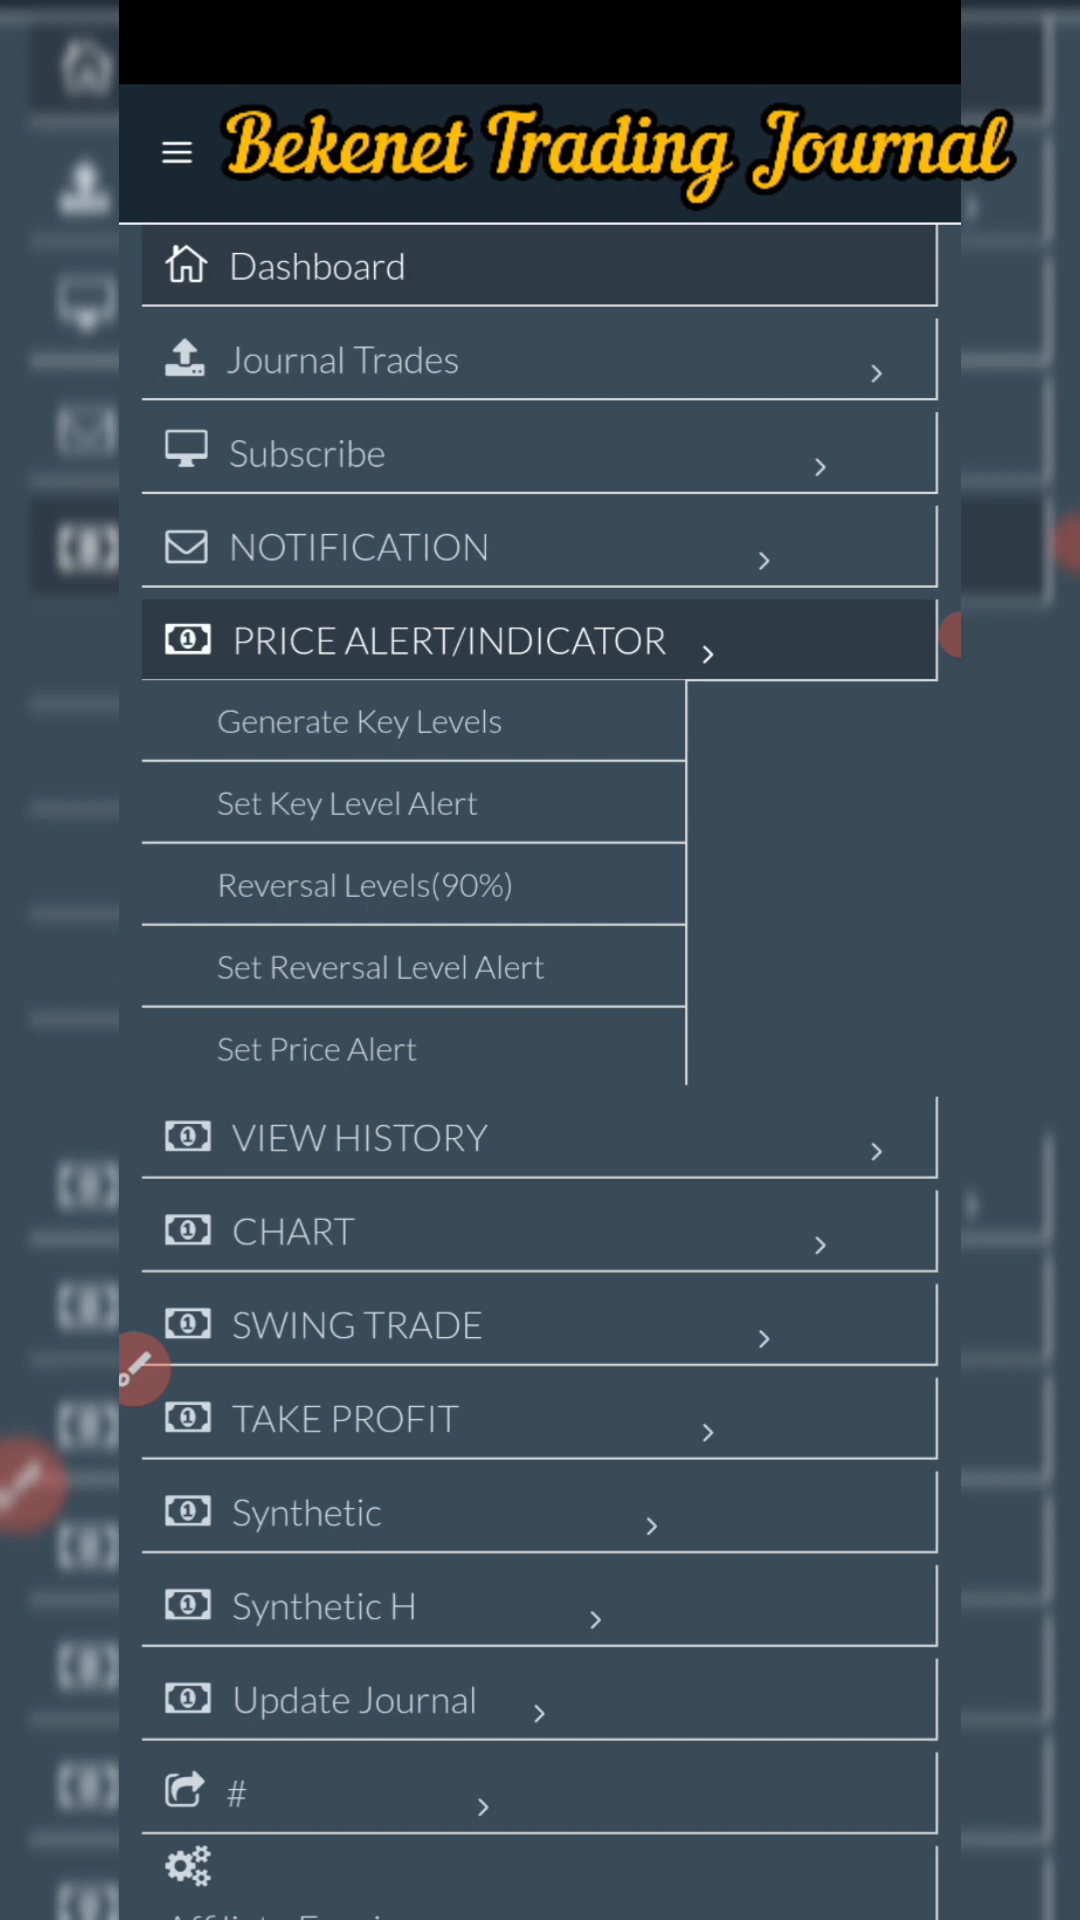 Bekenet Trading Journal
Dashboard
Journal Trades
Subscribe
NOTIFICATION
PRICE ALERT/INDICATOR
Generate Key Levels
Set Key Level Alert
Reversal Levels(90%)
Set Reversal Level Alert
Set Price Alert
VIEW HISTORY
CHART
SWING TRADE
TAKE PROFIT
Synthetic
Synthetic H
Update Journal
#